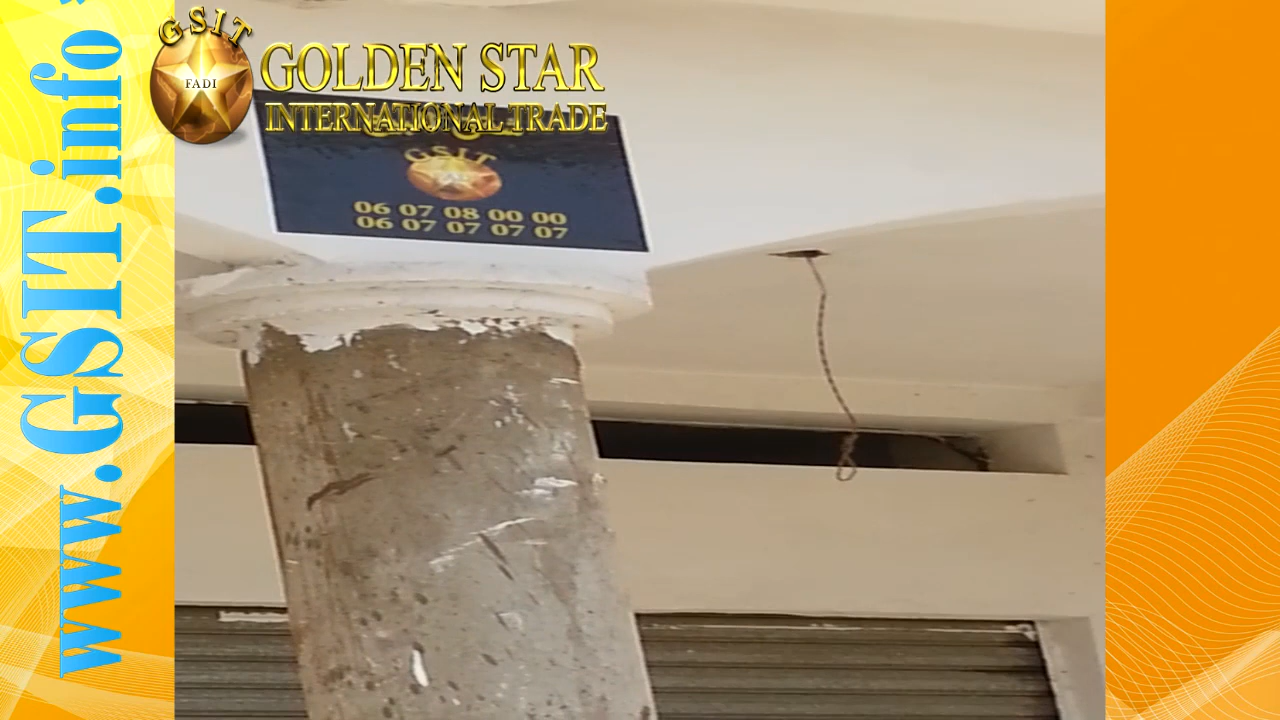 www.GSIT.info
GSIT
FADI
GOLDEN STAR
INTERNATIONAL TRADE
GSIT
06 07 08 00 00
06 07 07 07 07